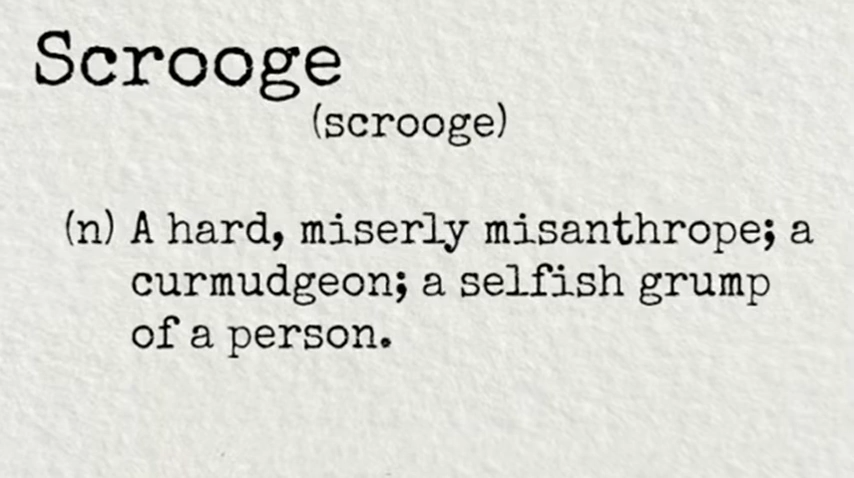 Scrooge
(scrooge)
(n) A hard, miserly misanthrope; a
curmudgeon; a selfish grump
of a person.